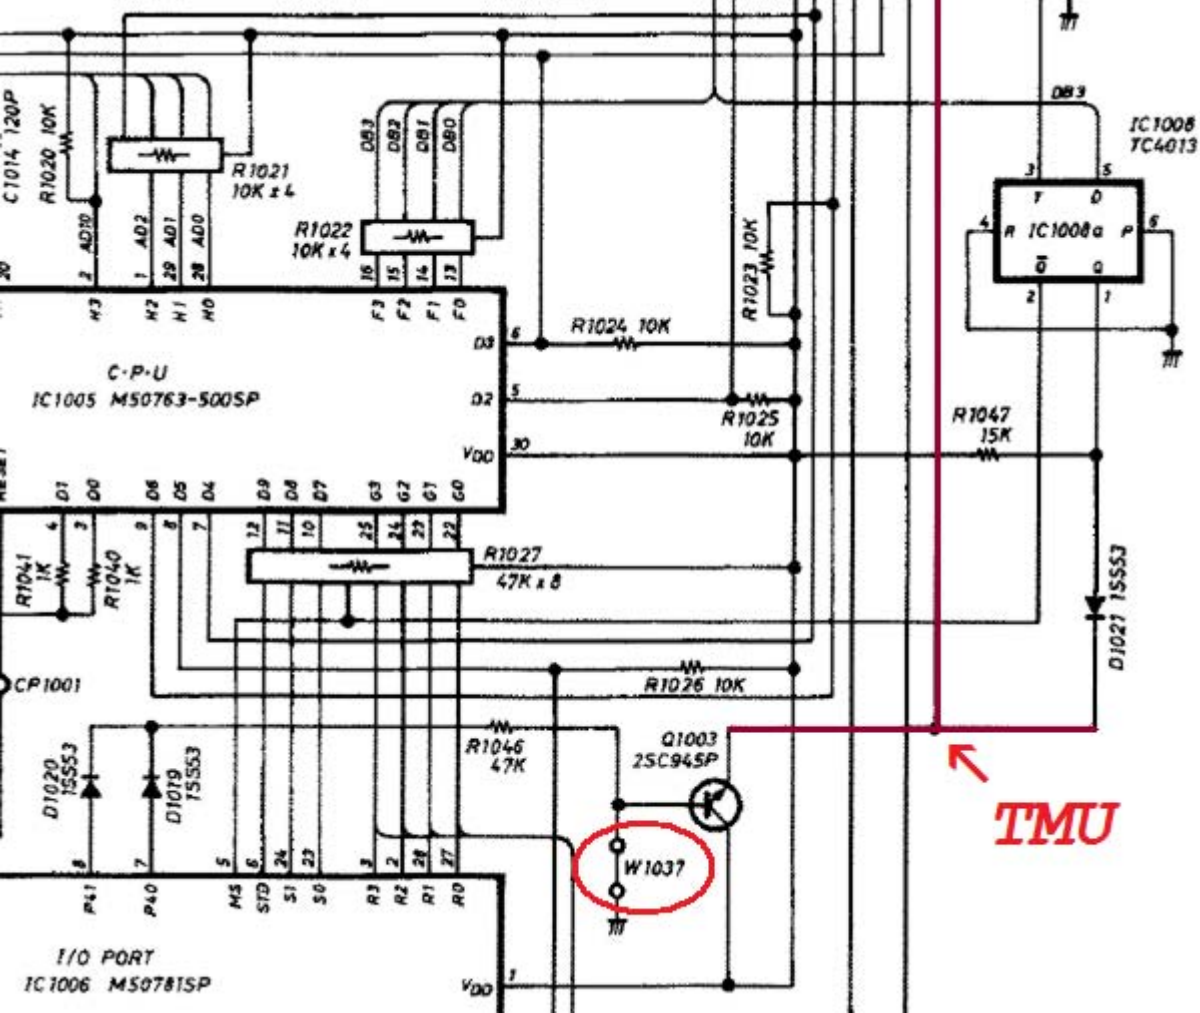 DB3
C1014 120P
R1020 10K
R1021
10K x 4
AD10
AD2
AD1
AD0
20
2
1
29
28
H3
H2
H1
H0
DB3
DB2
DB1
DB0
R1022
10K x 4
16
15
14
13
F3
F2
F1
F0
R1023 10K
IC1008
TC4013
3
5
T
D
4
R
IC1008a
P
6
Q
Q
2
1
D3
6
R1024 10K
C·P·U
IC1005 M50763-500SP
D2
5
R1025
10K
VDD
30
R1047
15K
RESET
D1
D0
D6
D5
D4
D9
D8
D7
G3
G2
G1
G0
4
3
9
8
7
12
11
10
25
24
23
22
R1041
1K
R1040
1K
R1027
47K x 8
D1021 1SS53
CP1001
R1026 10K
R1046
47K
Q1003
2SC945P
D1020
1SS53
D1019
1SS53
TMU
W1037
8
7
5
6
24
23
3
2
28
27
P41
P40
MS
STD
S1
S0
R3
R2
R1
R0
I/O PORT
IC1006 M50781SP
VDD
1